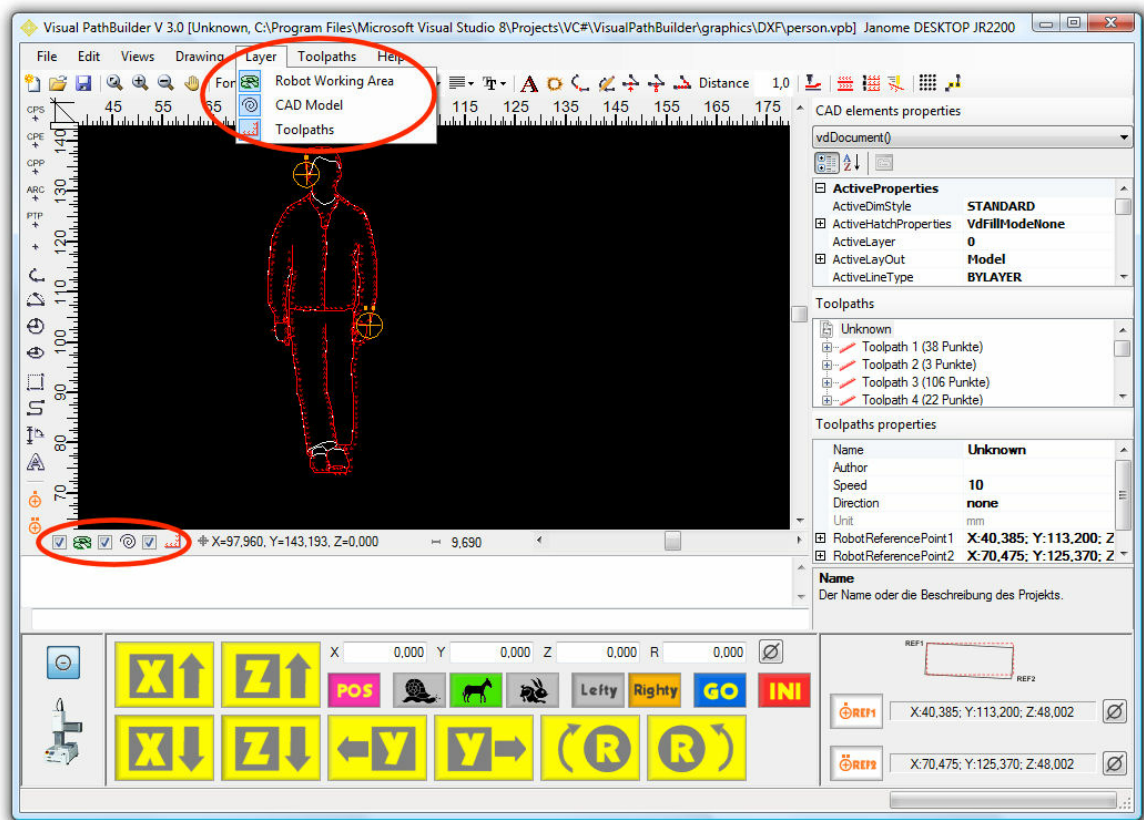 Visual PathBuilder V 3.0 [Unknown, C:\Program Files\Microsoft Visual Studio 8\Projects\VC#\VisualPathBuilder\graphics\DXF\person.vpb] Janome DESKTOP JR2200
File Edit Views Drawing Layer Toolpaths Help
For Distance 1,0
Robot Working Area
CAD Model
Toolpaths
45 55 65 115 125 135 145 155 165 175
CPS
CPE
CPP
ARC
PTP
140
130
120
110
100
90
80
70
CAD elements properties
vdDocument()
ActiveProperties
ActiveDimStyle STANDARD
ActiveHatchProperties VdFillModeNone
ActiveLayer 0
ActiveLayOut Model
ActiveLineType BYLAYER
Toolpaths
Unknown
Toolpath 1 (38 Punkte)
Toolpath 2 (3 Punkte)
Toolpath 3 (106 Punkte)
Toolpath 4 (22 Punkte)
Toolpaths properties
Name Unknown
Author
Speed 10
Direction none
Unit mm
RobotReferencePoint1 X:40,385; Y:113,200; Z
RobotReferencePoint2 X:70,475; Y:125,370; Z
Name
Der Name oder die Beschreibung des Projekts.
X=97,960, Y=143,193, Z=0,000 9,690
X 0,000 Y 0,000 Z 0,000 R 0,000
X Z POS Lefty Righty GO INI
X Z Y Y R R
REF1
REF2
REF1 X:40,385; Y:113,200; Z:48,002
REF2 X:70,475; Y:125,370; Z:48,002